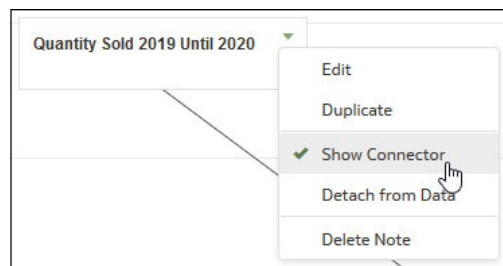 Quantity Sold 2019 Until 2020
Edit
Duplicate
Show Connector
Detach from Data
Delete Note